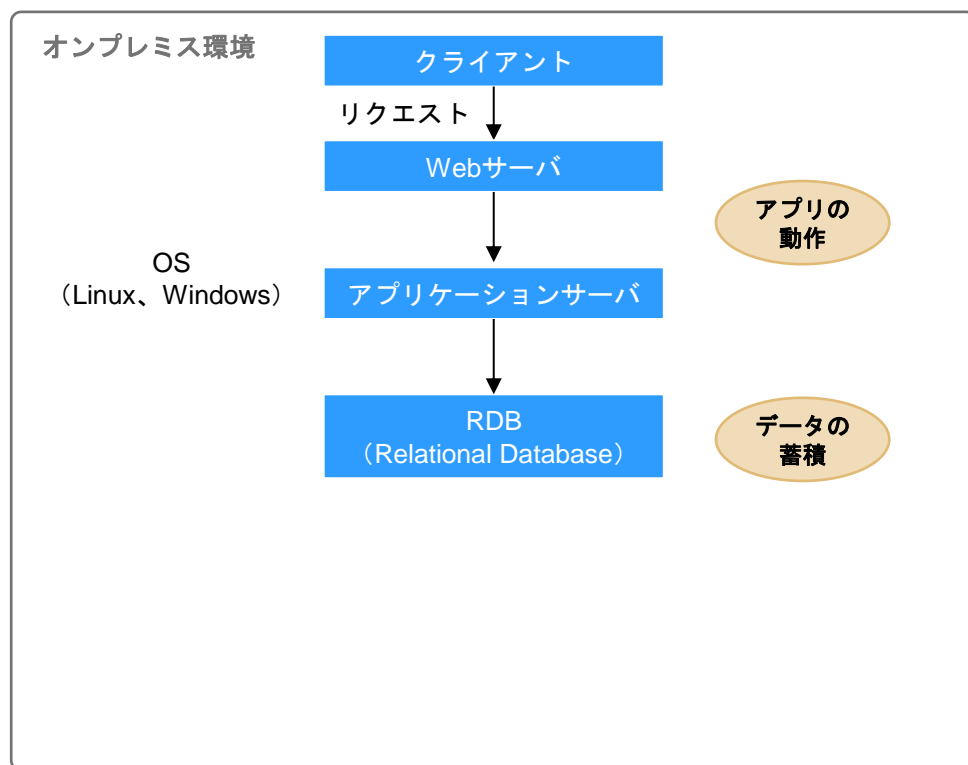 オンプレミス環境
クライアント
リクエスト
Webサーバ
アプリの
動作
OS
（Linux、Windows）
アプリケーションサーバ
RDB
（Relational Database）
データの
蓄積